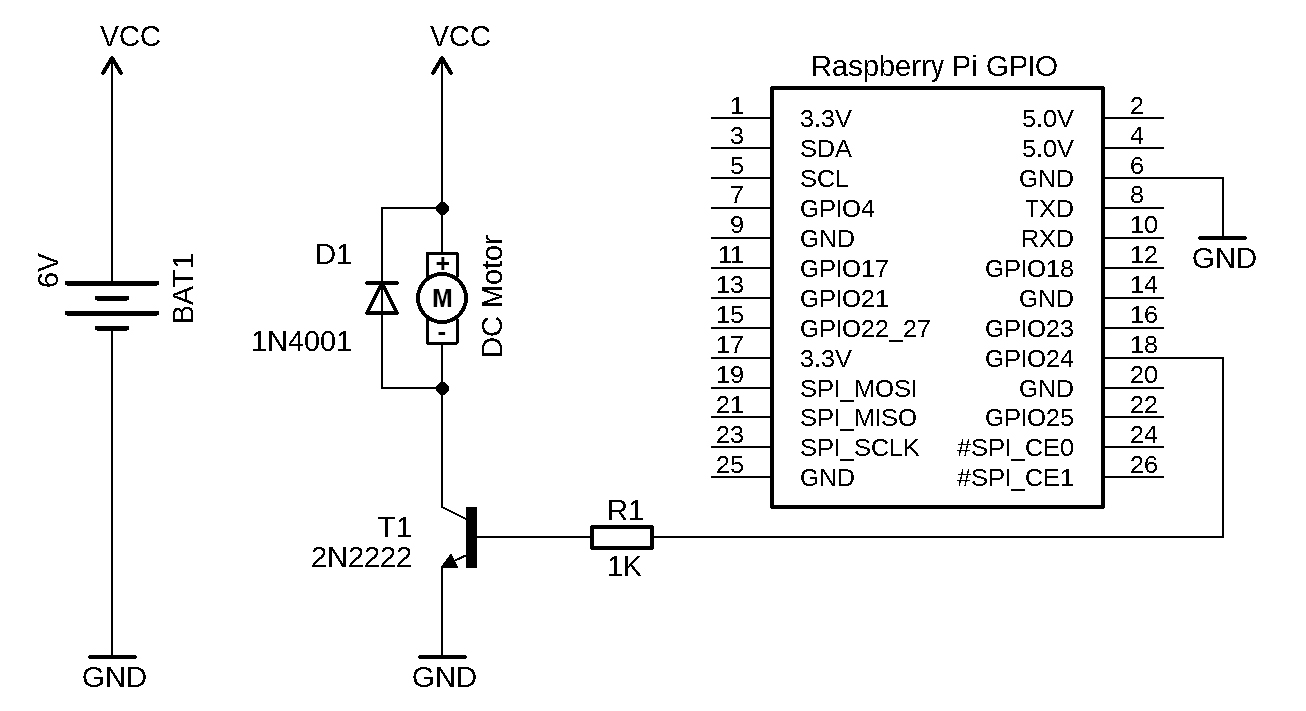 VCC
6V
BAT1
GND
VCC
D1
1N4001
+
M
-
DC Motor
T1
2N2222
GND
R1
1K
Raspberry Pi GPIO
1 3.3V 5.0V 2
3 SDA 5.0V 4
5 SCL GND 6
7 GPIO4 TXD 8
9 GND RXD 10
11 GPIO17 GPIO18 12
13 GPIO21 GND 14
15 GPIO22_27 GPIO23 16
17 3.3V GPIO24 18
19 SPI_MOSI GND 20
21 SPI_MISO GPIO25 22
23 SPI_SCLK #SPI_CE0 24
25 GND #SPI_CE1 26
GND